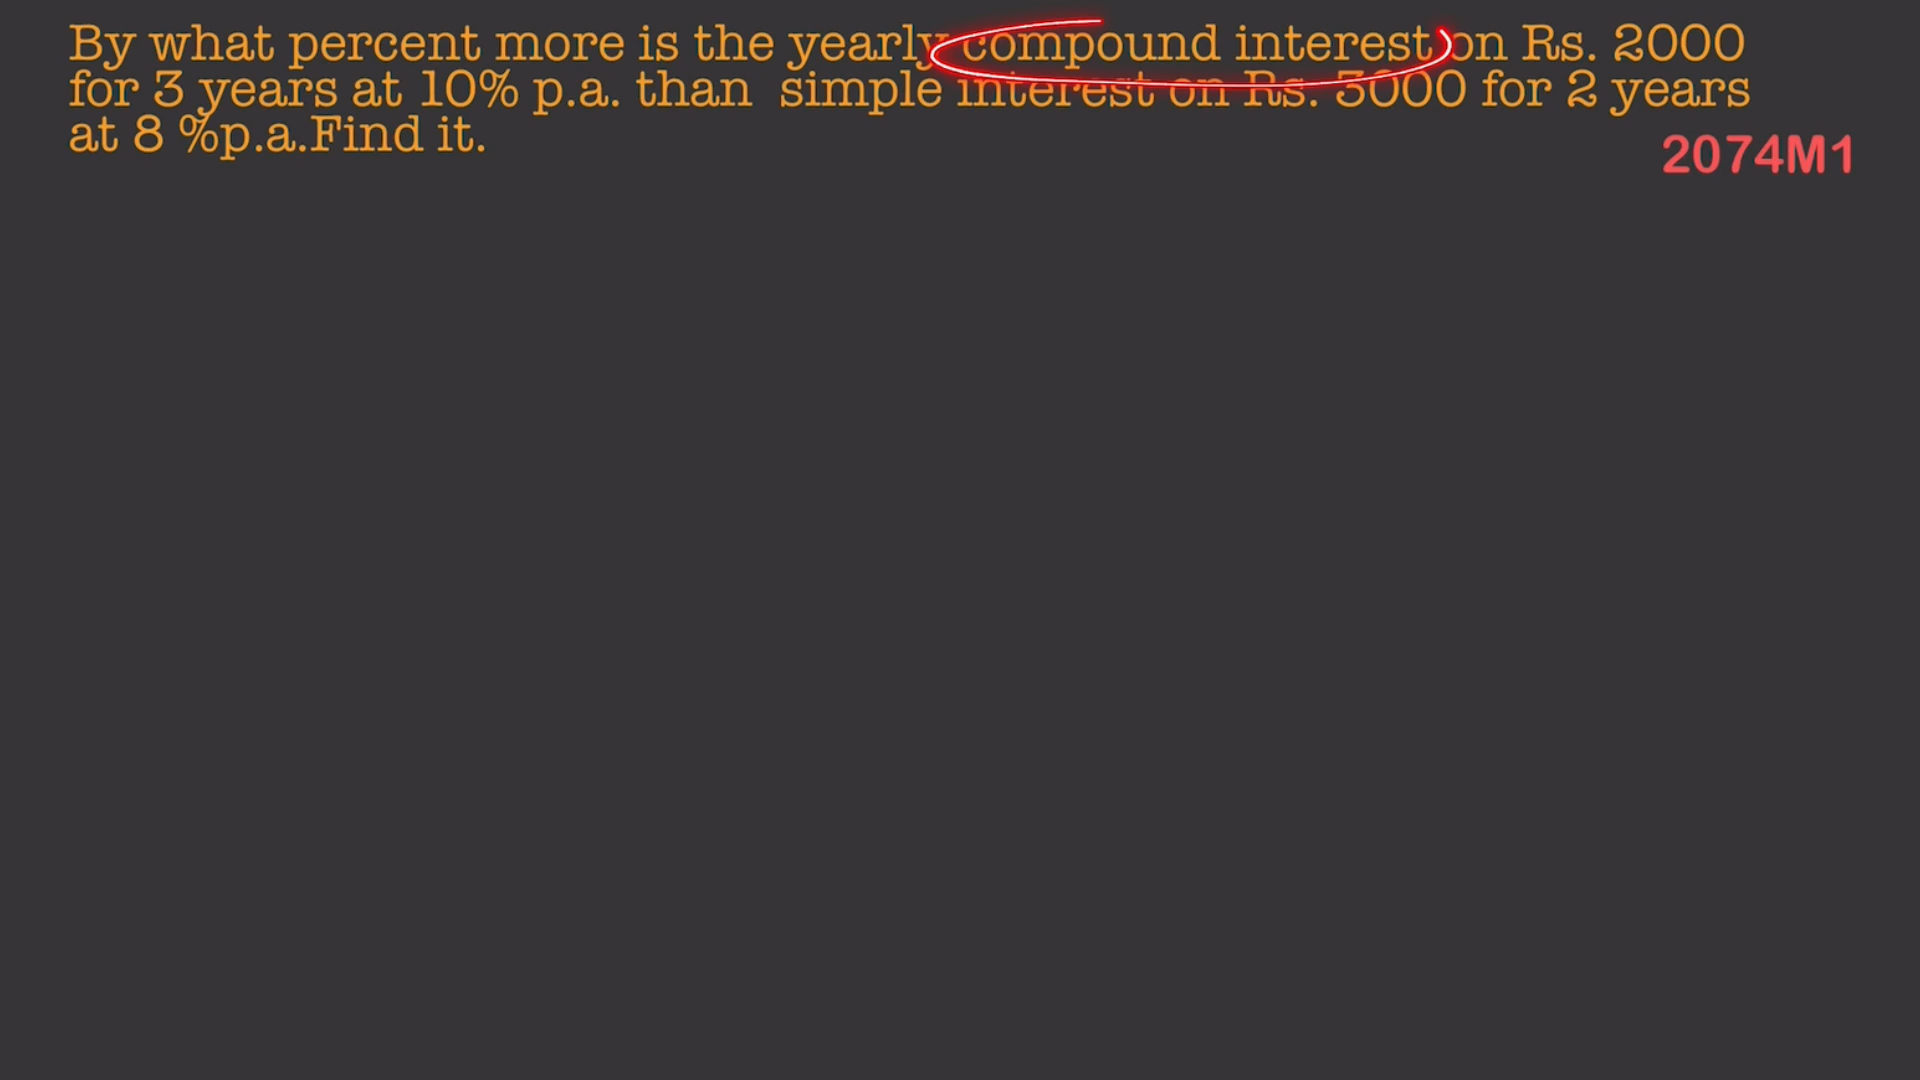 By what percent more is the yearly compound interest on Rs. 2000
for 3 years at 10% p.a. than  simple interest on Rs. 3000 for 2 years
at 8 %p.a.Find it.
2074M1